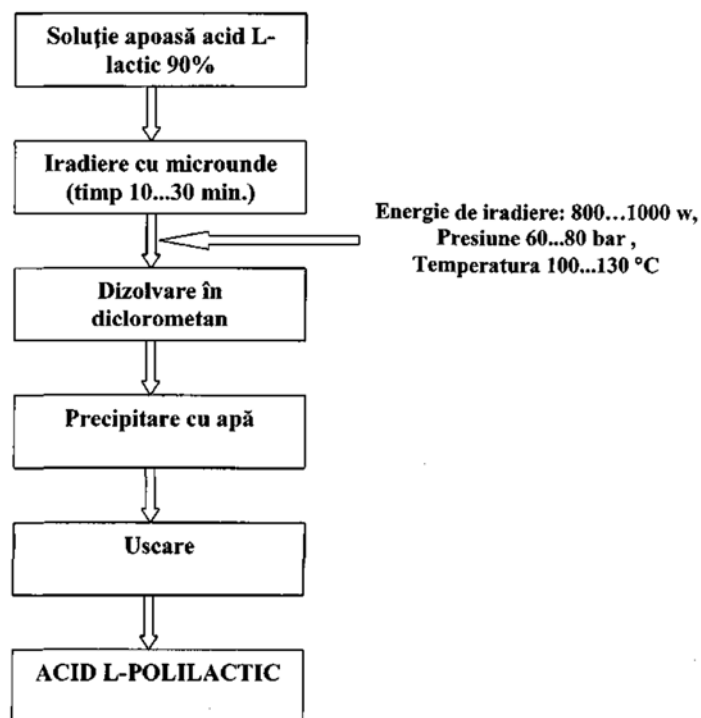 Soluție apoasă acid L-
lactic 90%
Iradiere cu microunde
(timp 10...30 min.)
Energie de iradiere: 800…1000 w,
Presiune 60...80 bar ,
Temperatura 100...130 °C
Dizolvare în
diclorometan
Precipitare cu apă
Uscare
ACID L-POLILACTIC